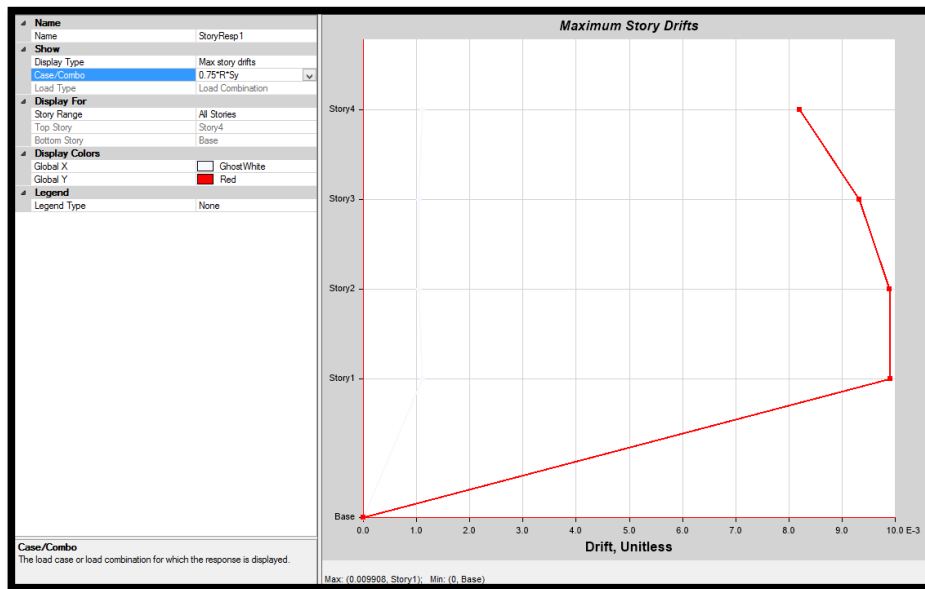 Name
Name StoryResp1
Show
Display Type Max story drifts
Case/Combo 0.75*R*Sy
Load Type Load Combination
Display For
Story Range All Stories
Top Story Story4
Bottom Story Base
Display Colors
Global X GhostWhite
Global Y Red
Legend
Legend Type None
Case/Combo
The load case or load combination for which the response is displayed.
Maximum Story Drifts
Story4
Story3
Story2
Story1
Base
0.0 1.0 2.0 3.0 4.0 5.0 6.0 7.0 8.0 9.0 10.0 E-3
Drift, Unitless
Max: (0.009908, Story1); Min: (0, Base)